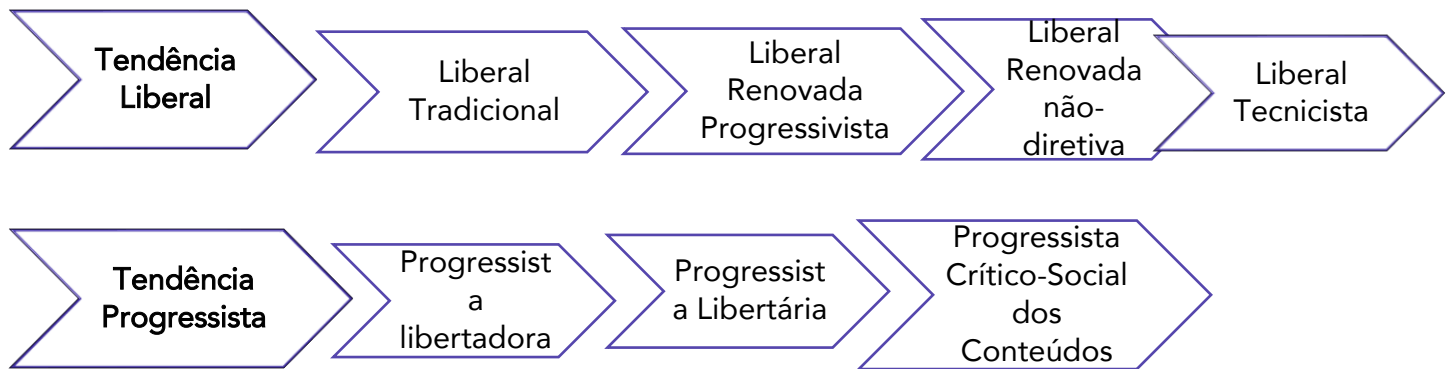 Tendência
Liberal
Liberal
Tradicional
Liberal
Renovada
Progressivista
Liberal
Renovada
não-
diretiva
Liberal
Tecnicista
Tendência
Progressista
Progressist
a
libertadora
Progressist
a Libertária
Progressista
Crítico-Social
dos
Conteúdos